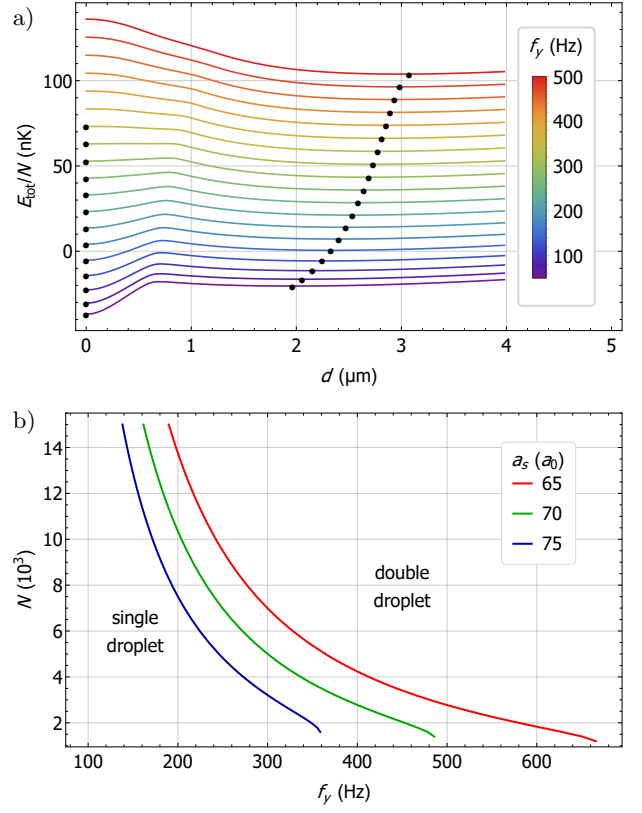 a)
E_tot/N (nK)
100
50
0
0 1 2 3 4 5
d (μm)
f_y (Hz)
500
400
300
200
100
b)
N (10^3)
14
12
10
8
6
4
2
100 200 300 400 500 600
f_y (Hz)
a_s (a_0)
65
70
75
double
droplet
single
droplet